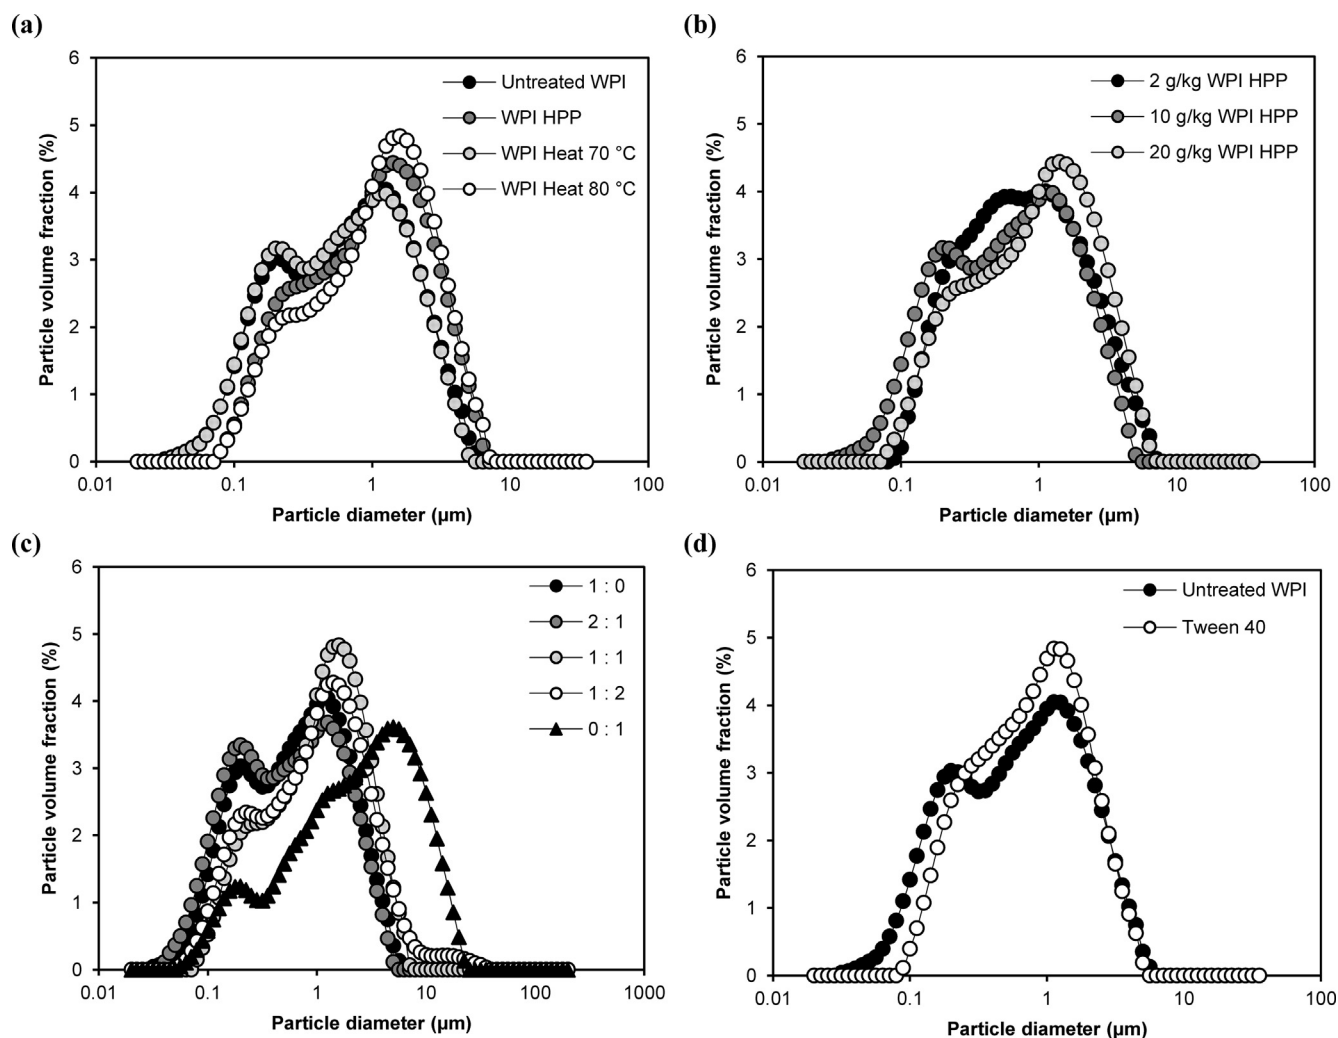 (a)
6
5
4
3
2
1
0
Particle volume fraction (%)
Untreated WPI
WPI HPP
WPI Heat 70 °C
WPI Heat 80 °C
0.01 0.1 1 10 100
Particle diameter (µm)
(b)
6
5
4
3
2
1
0
Particle volume fraction (%)
2 g/kg WPI HPP
10 g/kg WPI HPP
20 g/kg WPI HPP
0.01 0.1 1 10 100
Particle diameter (µm)
(c)
6
5
4
3
2
1
0
Particle volume fraction (%)
1 : 0
2 : 1
1 : 1
1 : 2
0 : 1
0.01 0.1 1 10 100 1000
Particle diameter (µm)
(d)
6
5
4
3
2
1
0
Particle volume fraction (%)
Untreated WPI
Tween 40
0.01 0.1 1 10 100
Particle diameter (µm)